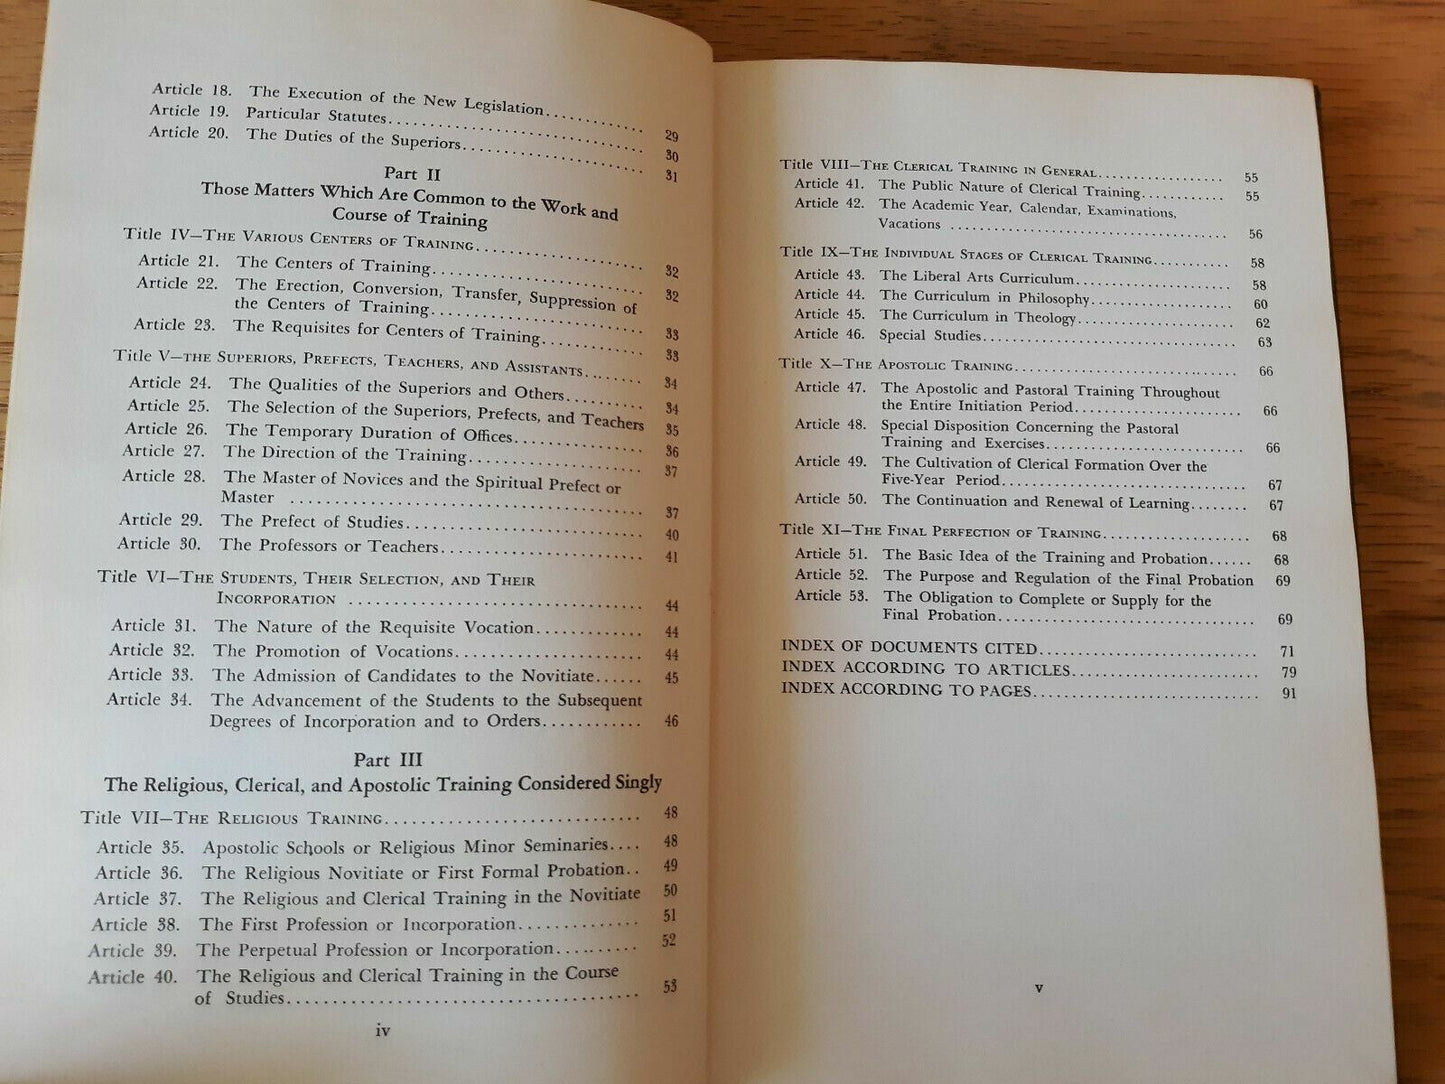 Article 18. The Execution of the New Legislation............ 29
Article 19. Particular Statutes.............................. 30
Article 20. The Duties of the Superiors..................... 31
Part II
Those Matters Which Are Common to the Work and
Course of Training
Title IV—The Various Centers of Training.................. 32
Article 21. The Centers of Training......................... 32
Article 22. The Erection, Conversion, Transfer, Suppression of
the Centers of Training........................ 33
Article 23. The Requisites for Centers of Training............ 33
Title V—the Superiors, Prefects, Teachers, and Assistants....... 34
Article 24. The Qualities of the Superiors and Others......... 34
Article 25. The Selection of the Superiors, Prefects, and Teachers 35
Article 26. The Temporary Duration of Offices............... 36
Article 27. The Direction of the Training.................... 37
Article 28. The Master of Novices and the Spiritual Prefect or
Master ...................................... 37
Article 29. The Prefect of Studies........................... 40
Article 30. The Professors or Teachers....................... 41
Title VI—The Students, Their Selection, and Their
Incorporation ................................ 44
Article 31. The Nature of the Requisite Vocation............. 44
Article 32. The Promotion of Vocations...................... 44
Article 33. The Admission of Candidates to the Novitiate...... 45
Article 34. The Advancement of the Students to the Subsequent
Degrees of Incorporation and to Orders............ 46
Part III
The Religious, Clerical, and Apostolic Training Considered Singly
Title VII—The Religious Training............................ 48
Article 35. Apostolic Schools or Religious Minor Seminaries.... 48
Article 36. The Religious Novitiate or First Formal Probation.. 49
Article 37. The Religious and Clerical Training in the Novitiate 50
Article 38. The First Profession or Incorporation.............. 51
Article 39. The Perpetual Profession or Incorporation.......... 52
Article 40. The Religious and Clerical Training in the Course
of Studies....................................... 53
iv
Title VIII—The Clerical Training in General................. 55
Article 41. The Public Nature of Clerical Training............ 55
Article 42. The Academic Year, Calendar, Examinations,
Vacations .................................. 56
Title IX—The Individual Stages of Clerical Training........... 58
Article 43. The Liberal Arts Curriculum.................... 58
Article 44. The Curriculum in Philosophy.................. 60
Article 45. The Curriculum in Theology................... 62
Article 46. Special Studies................................ 63
Title X—The Apostolic Training............................. 66
Article 47. The Apostolic and Pastoral Training Throughout
the Entire Initiation Period...................... 66
Article 48. Special Disposition Concerning the Pastoral
Training and Exercises.......................... 66
Article 49. The Cultivation of Clerical Formation Over the
Five-Year Period................................ 67
Article 50. The Continuation and Renewal of Learning........ 67
Title XI—The Final Perfection of Training................... 68
Article 51. The Basic Idea of the Training and Probation...... 68
Article 52. The Purpose and Regulation of the Final Probation 69
Article 53. The Obligation to Complete or Supply for the
Final Probation................................. 69
INDEX OF DOCUMENTS CITED............................ 71
INDEX ACCORDING TO ARTICLES........................ 79
INDEX ACCORDING TO PAGES............................ 91
v